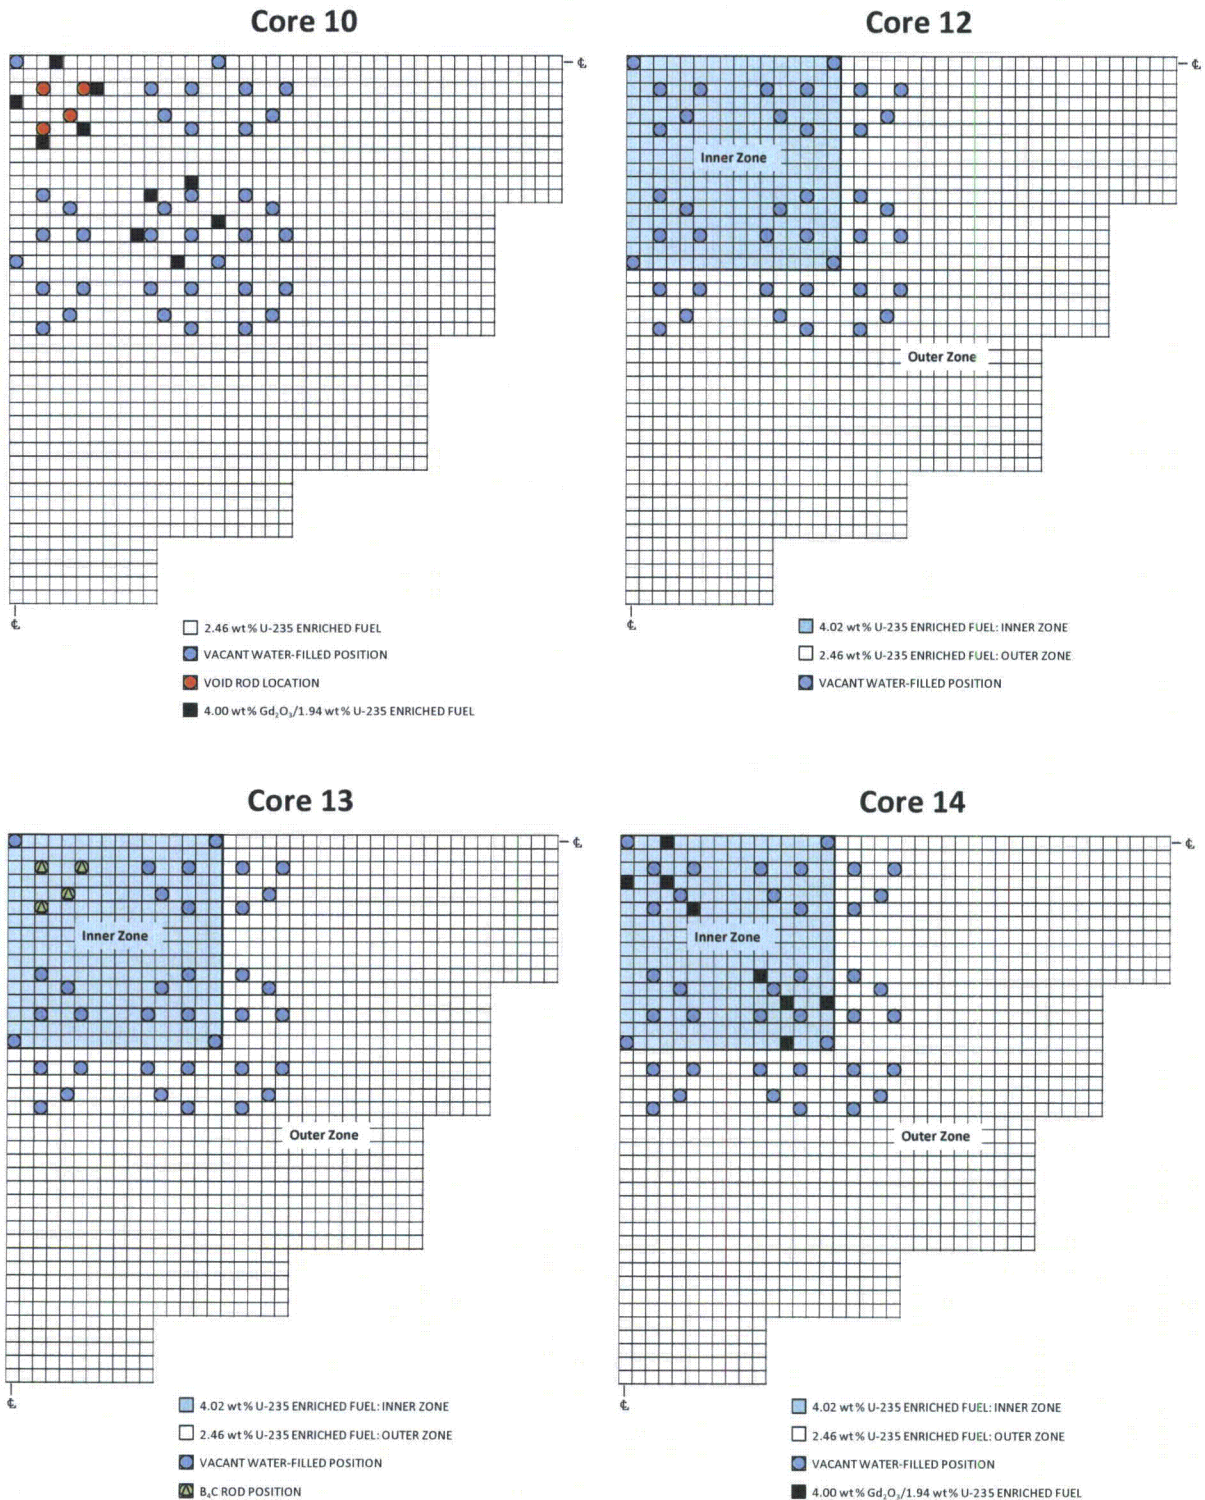 Core 10
Core 12
℄
℄
Inner Zone
Outer Zone
℄
℄
2.46 wt% U-235 ENRICHED FUEL
VACANT WATER-FILLED POSITION
VOID ROD LOCATION
4.00 wt% Gd₂O₃/1.94 wt% U-235 ENRICHED FUEL
4.02 wt% U-235 ENRICHED FUEL: INNER ZONE
2.46 wt% U-235 ENRICHED FUEL: OUTER ZONE
VACANT WATER-FILLED POSITION
Core 13
Core 14
℄
℄
Inner Zone
Inner Zone
Outer Zone
Outer Zone
℄
℄
4.02 wt% U-235 ENRICHED FUEL: INNER ZONE
2.46 wt% U-235 ENRICHED FUEL: OUTER ZONE
VACANT WATER-FILLED POSITION
B₄C ROD POSITION
4.02 wt% U-235 ENRICHED FUEL: INNER ZONE
2.46 wt% U-235 ENRICHED FUEL: OUTER ZONE
VACANT WATER-FILLED POSITION
4.00 wt% Gd₂O₃/1.94 wt% U-235 ENRICHED FUEL